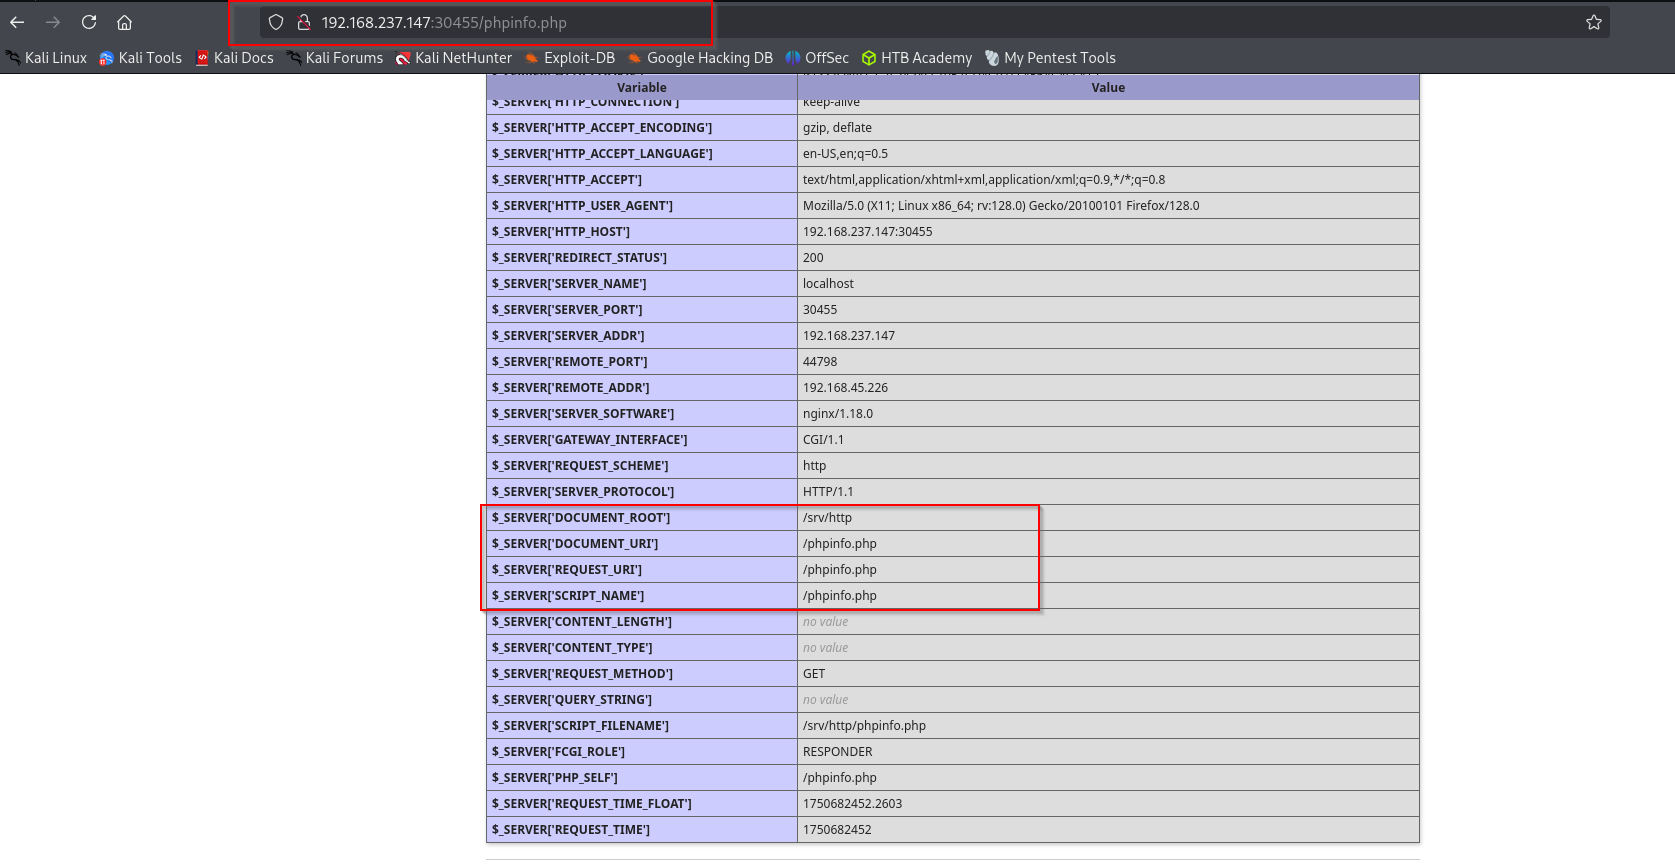 192.168.237.147:30455/phpinfo.php
Kali Linux Kali Tools Kali Docs Kali Forums Kali NetHunter Exploit-DB Google Hacking DB OffSec HTB Academy My Pentest Tools
Variable Value
$_SERVER['HTTP_CONNECTION'] keep-alive
$_SERVER['HTTP_ACCEPT_ENCODING'] gzip, deflate
$_SERVER['HTTP_ACCEPT_LANGUAGE'] en-US,en;q=0.5
$_SERVER['HTTP_ACCEPT'] text/html,application/xhtml+xml,application/xml;q=0.9,*/*;q=0.8
$_SERVER['HTTP_USER_AGENT'] Mozilla/5.0 (X11; Linux x86_64; rv:128.0) Gecko/20100101 Firefox/128.0
$_SERVER['HTTP_HOST'] 192.168.237.147:30455
$_SERVER['REDIRECT_STATUS'] 200
$_SERVER['SERVER_NAME'] localhost
$_SERVER['SERVER_PORT'] 30455
$_SERVER['SERVER_ADDR'] 192.168.237.147
$_SERVER['REMOTE_PORT'] 44798
$_SERVER['REMOTE_ADDR'] 192.168.45.226
$_SERVER['SERVER_SOFTWARE'] nginx/1.18.0
$_SERVER['GATEWAY_INTERFACE'] CGI/1.1
$_SERVER['REQUEST_SCHEME'] http
$_SERVER['SERVER_PROTOCOL'] HTTP/1.1
$_SERVER['DOCUMENT_ROOT'] /srv/http
$_SERVER['DOCUMENT_URI'] /phpinfo.php
$_SERVER['REQUEST_URI'] /phpinfo.php
$_SERVER['SCRIPT_NAME'] /phpinfo.php
$_SERVER['CONTENT_LENGTH'] no value
$_SERVER['CONTENT_TYPE'] no value
$_SERVER['REQUEST_METHOD'] GET
$_SERVER['QUERY_STRING'] no value
$_SERVER['SCRIPT_FILENAME'] /srv/http/phpinfo.php
$_SERVER['FCGI_ROLE'] RESPONDER
$_SERVER['PHP_SELF'] /phpinfo.php
$_SERVER['REQUEST_TIME_FLOAT'] 1750682452.2603
$_SERVER['REQUEST_TIME'] 1750682452